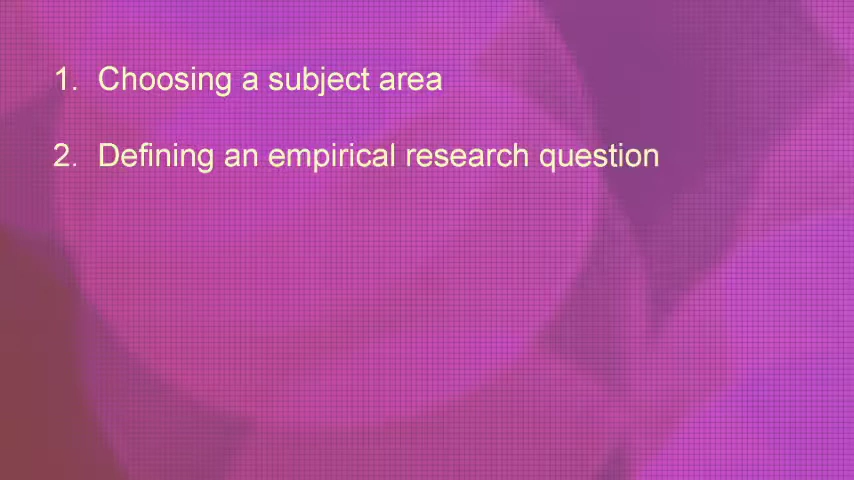 1. Choosing a subject area
2. Defining an empirical research question